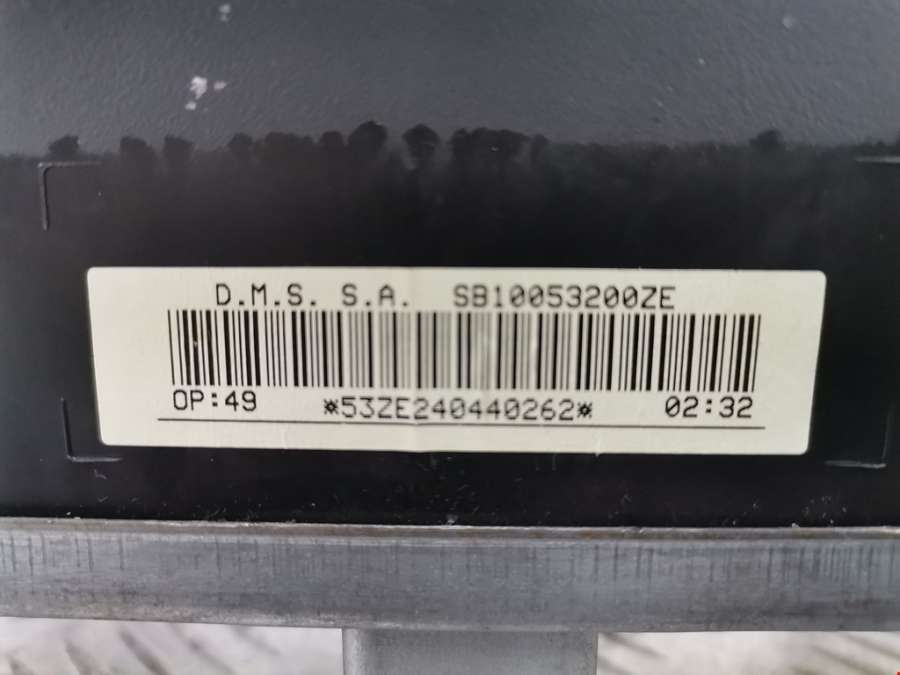 D.M.S. S.A. SB10053200ZE
OP:49 *53ZE240440262* 02:32